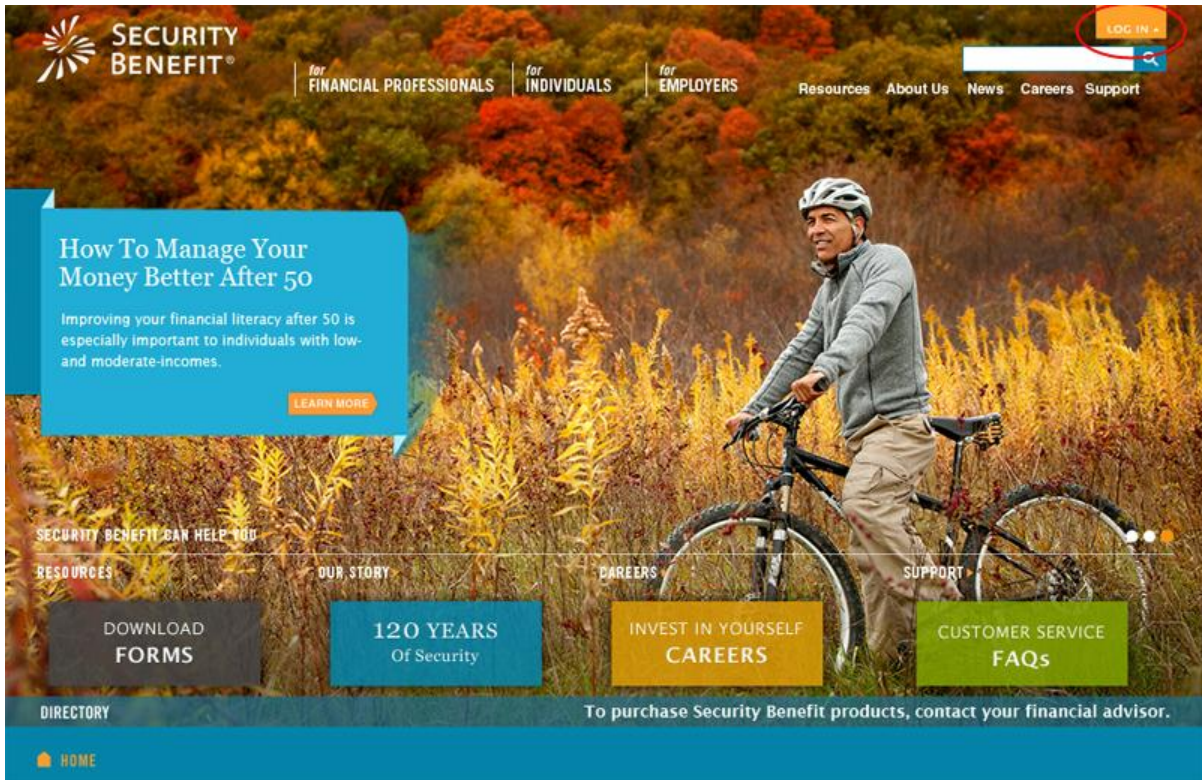 SECURITY
BENEFIT®
LOG IN
for
FINANCIAL PROFESSIONALS
for
INDIVIDUALS
for
EMPLOYERS
Resources About Us News Careers Support
How To Manage Your
Money Better After 50
Improving your financial literacy after 50 is
especially important to individuals with low-
and moderate-incomes.
LEARN MORE
SECURITY BENEFIT CAN HELP YOU
RESOURCES
OUR STORY
CAREERS
SUPPORT
DOWNLOAD
FORMS
120 YEARS
Of Security
INVEST IN YOURSELF
CAREERS
CUSTOMER SERVICE
FAQs
DIRECTORY
To purchase Security Benefit products, contact your financial advisor.
HOME